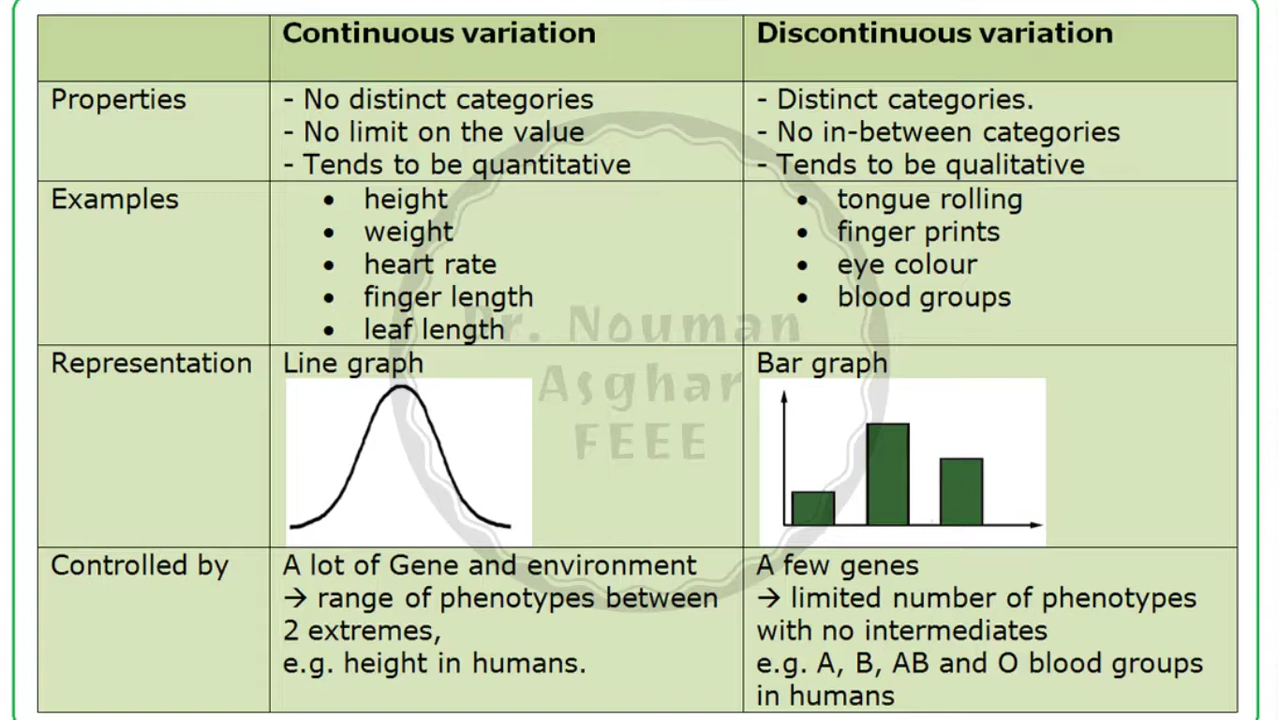 Continuous variation
Discontinuous variation
Properties
- No distinct categories
- No limit on the value
- Tends to be quantitative
- Distinct categories.
- No in-between categories
- Tends to be qualitative
Examples
• height
• weight
• heart rate
• finger length
• leaf length
• tongue rolling
• finger prints
• eye colour
• blood groups
Representation
Line graph
Bar graph
Controlled by
A lot of Gene and environment
→ range of phenotypes between
2 extremes,
e.g. height in humans.
A few genes
→ limited number of phenotypes
with no intermediates
e.g. A, B, AB and O blood groups
in humans
Dr. Nouman
Asghar
FEEE